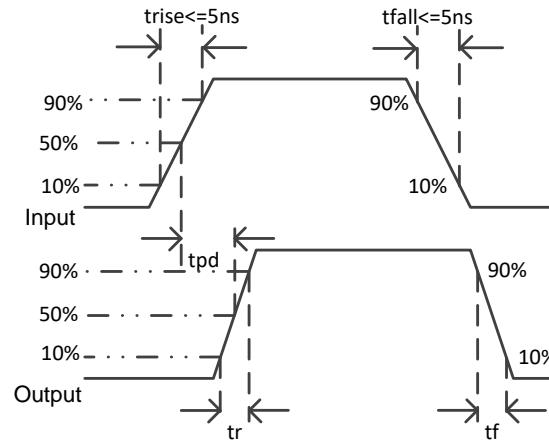 trise<=5ns tfall<=5ns
90% 90%
50%
10% 10%
Input
tpd
90% 90%
50%
10% 10%
Output
tr tf